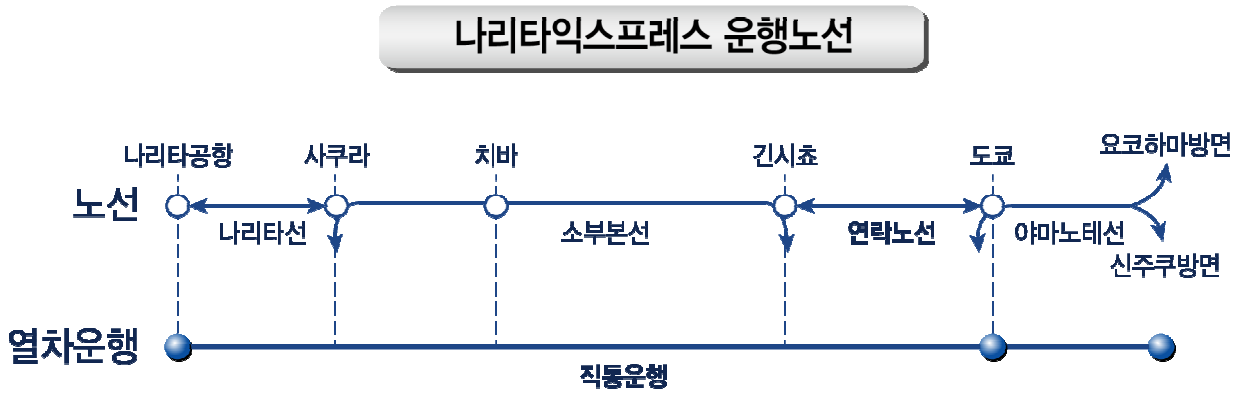 나리타익스프레스 운행노선
나리타공항
사쿠라
치바
긴시쵸
도쿄
요코하마방면
노선
나리타선
소부본선
연락노선
야마노테선
신주쿠방면
열차운행
직통운행